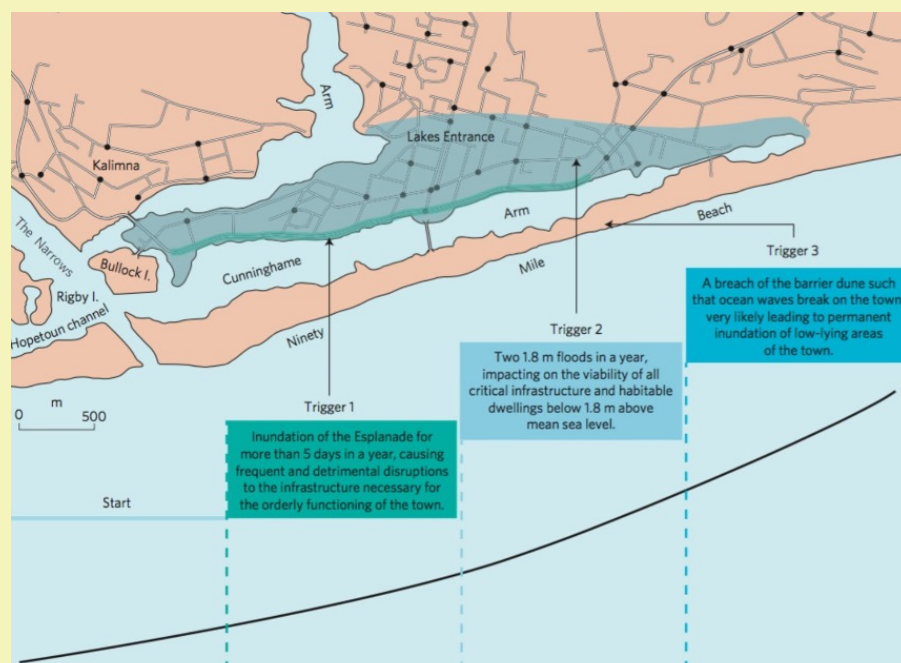 Arm
Lakes Entrance
Kalimna
The Narrows
Bullock I.
Rigby I.
Hopetoun channel
Cunninghame
Arm
Ninety
Mile
Beach
m
0 500
Trigger 3
A breach of the barrier dune such
that ocean waves break on the town
very likely leading to permanent
inundation of low-lying areas
of the town.
Trigger 2
Two 1.8 m floods in a year,
impacting on the viability of all
critical infrastructure and habitable
dwellings below 1.8 m above
mean sea level.
Trigger 1
Inundation of the Esplanade for
more than 5 days in a year, causing
frequent and detrimental disruptions
to the infrastructure necessary for
the orderly functioning of the town.
Start